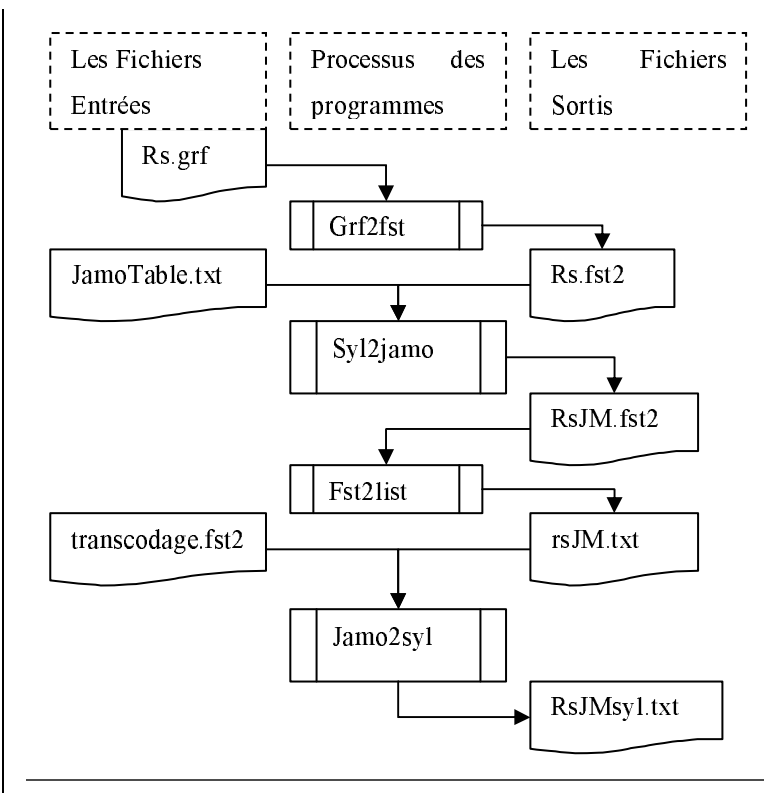 Les Fichiers
Entrées
Processus des
programmes
Les Fichiers
Sortis
Rs.grf
Grf2fst
JamoTable.txt
Rs.fst2
Syl2jamo
RsJM.fst2
Fst2list
transcodage.fst2
rsJM.txt
Jamo2syl
RsJMsyl.txt